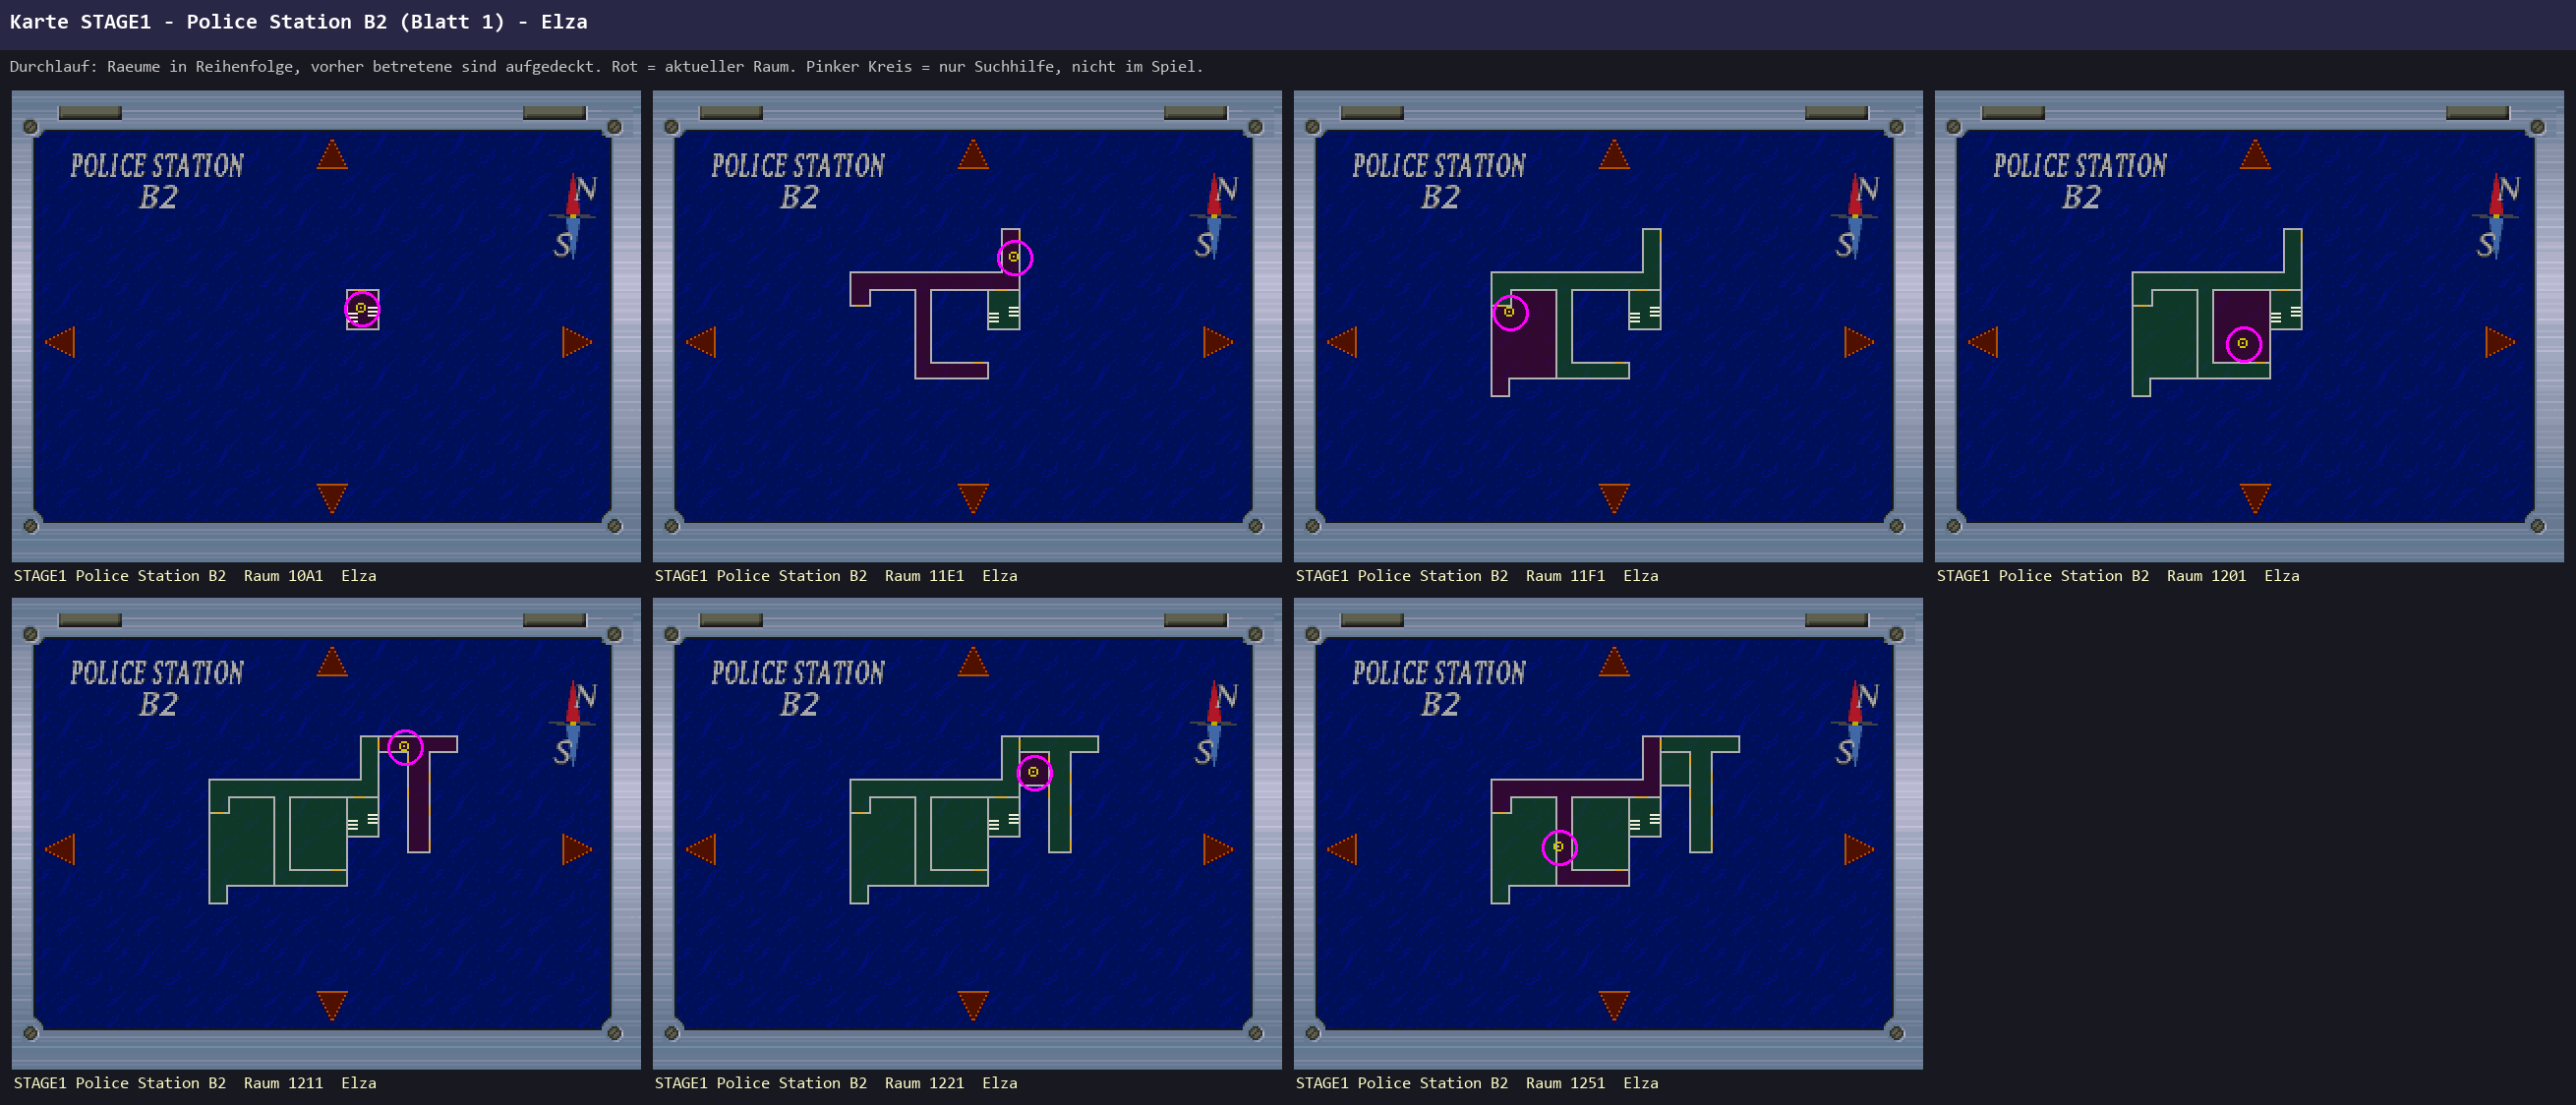 Karte STAGE1 - Police Station B2 (Blatt 1) - Elza
Durchlauf: Raeume in Reihenfolge, vorher betretene sind aufgedeckt. Rot = aktueller Raum. Pinker Kreis = nur Suchhilfe, nicht im Spiel.
POLICE STATION
B2
N
S
STAGE1 Police Station B2 Raum 10A1 Elza
POLICE STATION
B2
N
S
STAGE1 Police Station B2 Raum 11E1 Elza
POLICE STATION
B2
N
S
STAGE1 Police Station B2 Raum 11F1 Elza
POLICE STATION
B2
N
S
STAGE1 Police Station B2 Raum 1201 Elza
POLICE STATION
B2
N
S
STAGE1 Police Station B2 Raum 1211 Elza
POLICE STATION
B2
N
S
STAGE1 Police Station B2 Raum 1221 Elza
POLICE STATION
B2
N
S
STAGE1 Police Station B2 Raum 1251 Elza